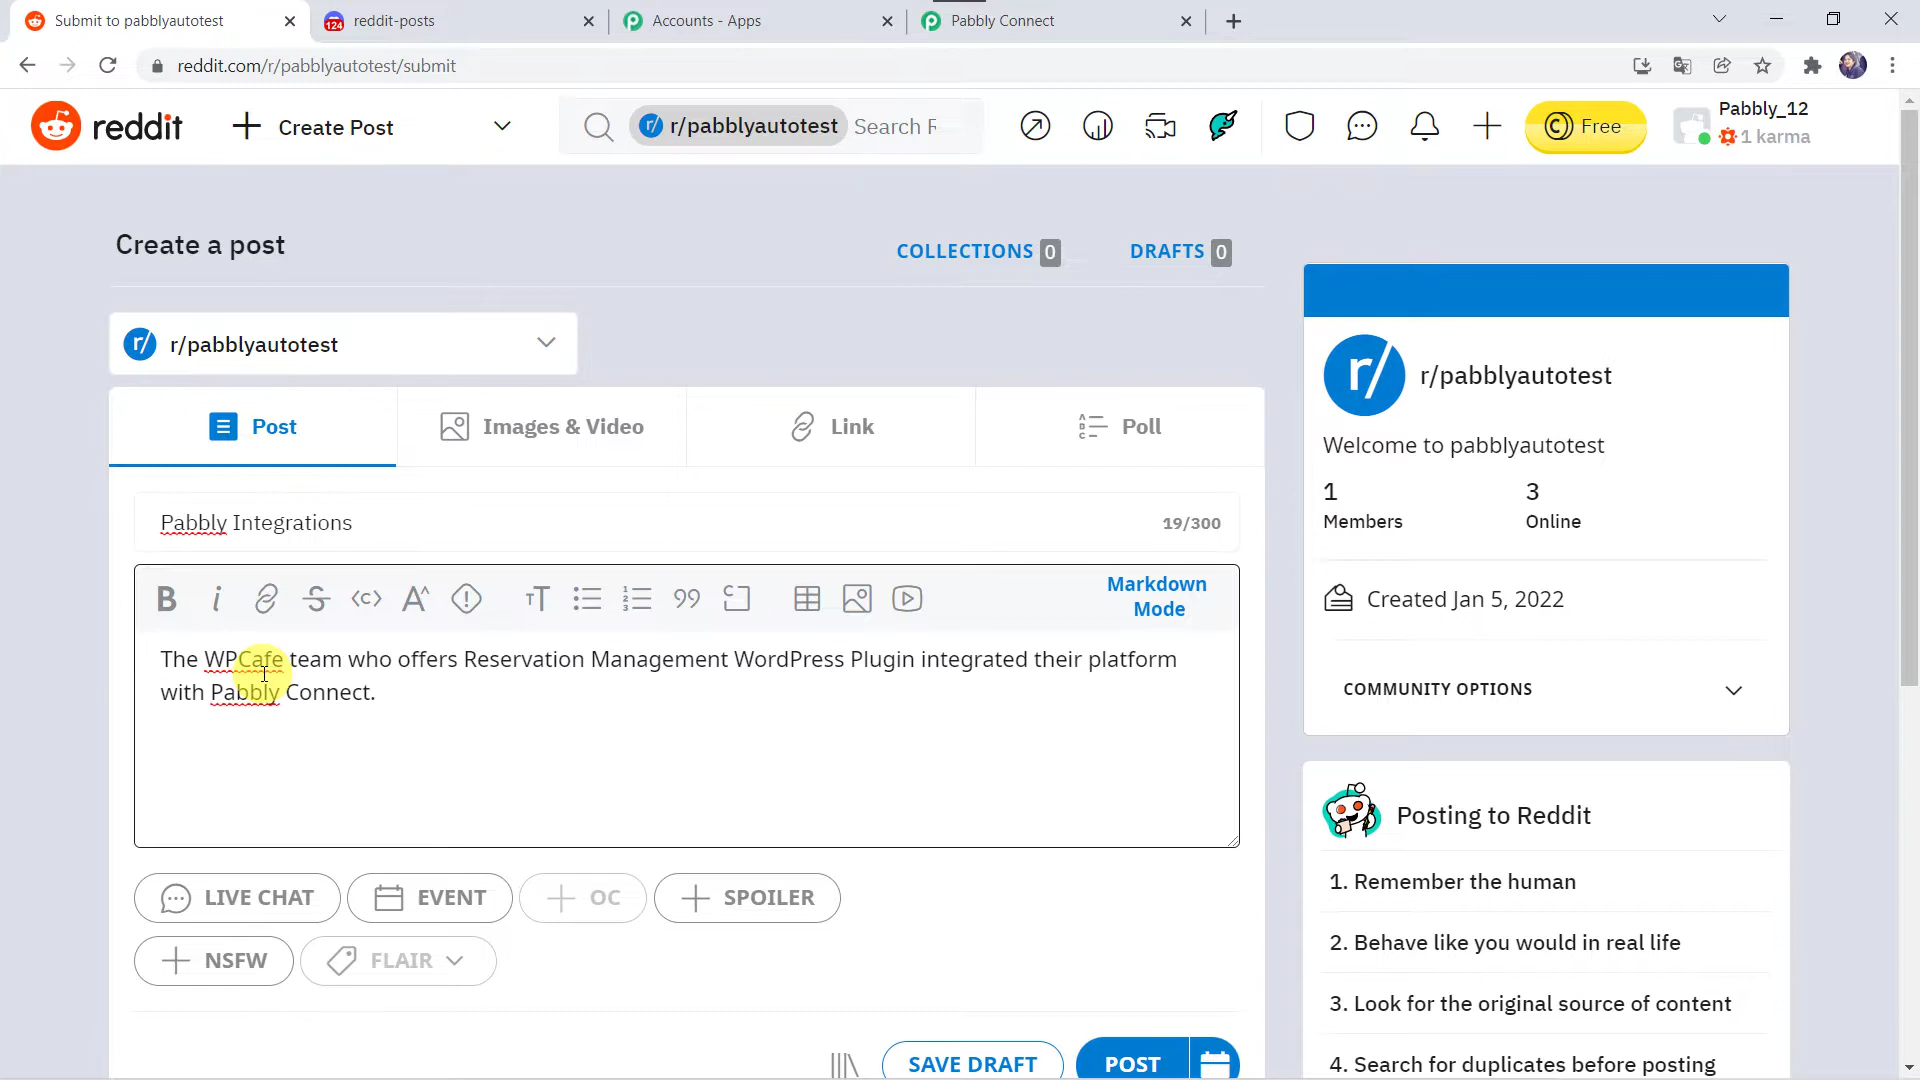 Submit to pabblyautotest
124
reddit-posts
Accounts - Apps
Pabbly Connect
reddit.com/r/pabblyautotest/submit
reddit
Create Post
r/ r/pabblyautotest
Search R
Free
Pabbly_12
1 karma
Create a post
COLLECTIONS 0
DRAFTS 0
r/ r/pabblyautotest
Post
Images & Video
Link
Poll
Pabbly Integrations
19/300
Markdown
Mode
The WPCafe team who offers Reservation Management WordPress Plugin integrated their platform
with Pabbly Connect.
LIVE CHAT
EVENT
OC
SPOILER
NSFW
FLAIR
SAVE DRAFT
POST
r/ r/pabblyautotest
Welcome to pabblyautotest
1
3
Members
Online
Created Jan 5, 2022
COMMUNITY OPTIONS
Posting to Reddit
1. Remember the human
2. Behave like you would in real life
3. Look for the original source of content
4. Search for duplicates before posting